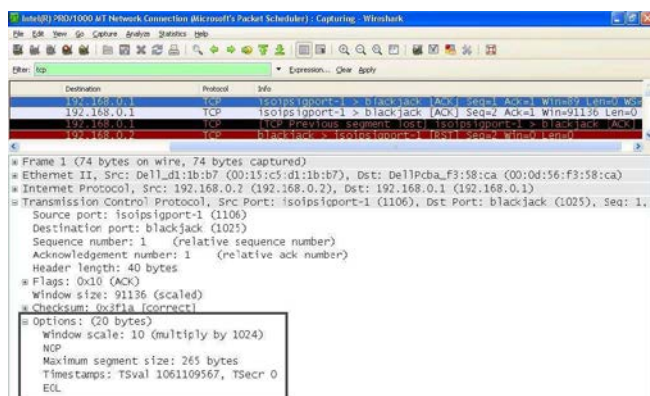 Intel(R) PRO/1000 MT Network Connection (Microsoft's Packet Scheduler) : Capturing - Wireshark
File Edit View Go Capture Analyze Statistics Help
Filter: tcp Expression... Clear Apply
Destination Protocol Info
192.168.0.1 TCP isoipsigport-1 > blackjack [ACK] Seq=1 Ack=1 Win=89 Len=0 WS=
192.168.0.1 TCP isoipsigport-1 > blackjack [ACK] Seq=2 Ack=1 Win=91136 Len=0
192.168.0.1 TCP [TCP Previous segment lost] isoipsigport-1 > blackjack [ACK]
192.168.0.2 TCP blackjack > isoipsigport-1 [RST] Seq=2 Win=0 Len=0
Frame 1 (74 bytes on wire, 74 bytes captured)
Ethernet II, Src: Dell_d1:1b:b7 (00:15:c5:d1:1b:b7), Dst: DellPcba_f3:58:ca (00:0d:56:f3:58:ca)
Internet Protocol, Src: 192.168.0.2 (192.168.0.2), Dst: 192.168.0.1 (192.168.0.1)
Transmission Control Protocol, Src Port: isoipsigport-1 (1106), Dst Port: blackjack (1025), Seq: 1,
Source port: isoipsigport-1 (1106)
Destination port: blackjack (1025)
Sequence number: 1 (relative sequence number)
Acknowledgement number: 1 (relative ack number)
Header length: 40 bytes
Flags: 0x10 (ACK)
Window size: 91136 (scaled)
Checksum: 0x3f1a [correct]
Options: (20 bytes)
Window scale: 10 (multiply by 1024)
NOP
Maximum segment size: 265 bytes
Timestamps: TSval 1061109567, TSecr 0
EOL